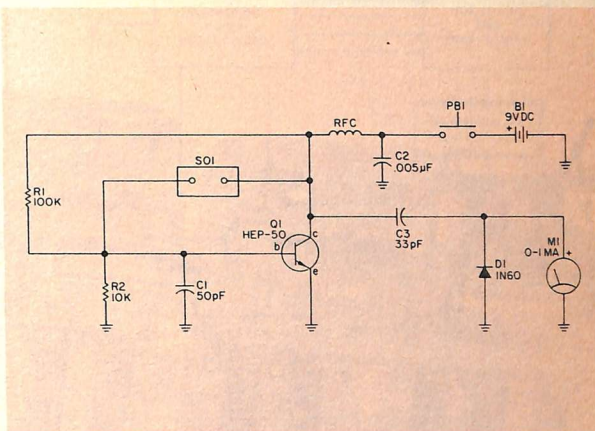 PB1
B1
9VDC
+
RFC
C2
.005µF
SO1
R1
100K
Q1
HEP-50
c
b
e
C3
33pF
M1
0-1 MA
+
D1
1N60
R2
10K
C1
50pF